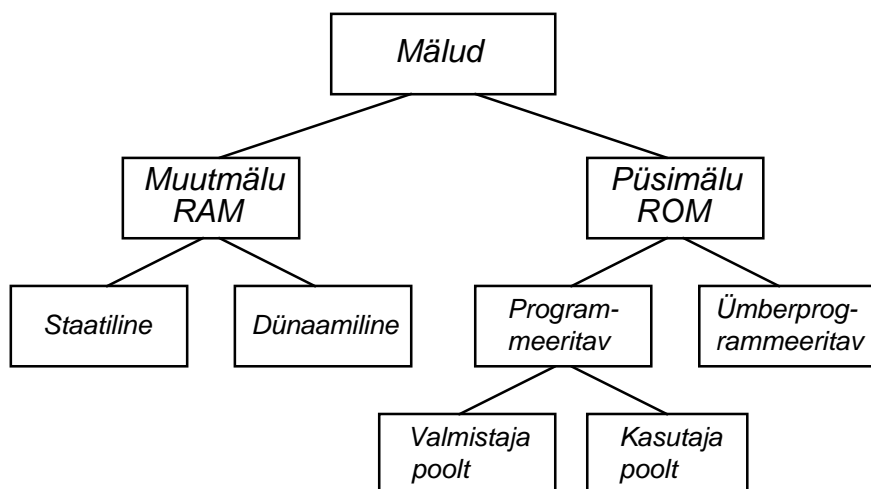 Mälud
Muutmälu
RAM
Püsimälu
ROM
Staatiline
Dünaamiline
Program-
meeritav
Ümberprog-
rammeeritav
Valmistaja
poolt
Kasutaja
poolt